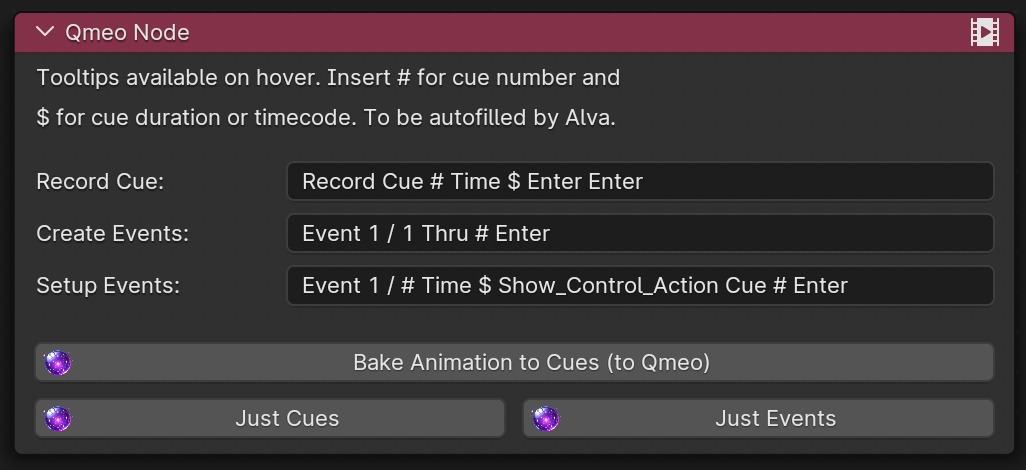 Qmeo Node
Tooltips available on hover. Insert # for cue number and
$ for cue duration or timecode. To be autofilled by Alva.
Record Cue: Record Cue # Time $ Enter Enter
Create Events: Event 1 / 1 Thru # Enter
Setup Events: Event 1 / # Time $ Show_Control_Action Cue # Enter
Bake Animation to Cues (to Qmeo)
Just Cues Just Events